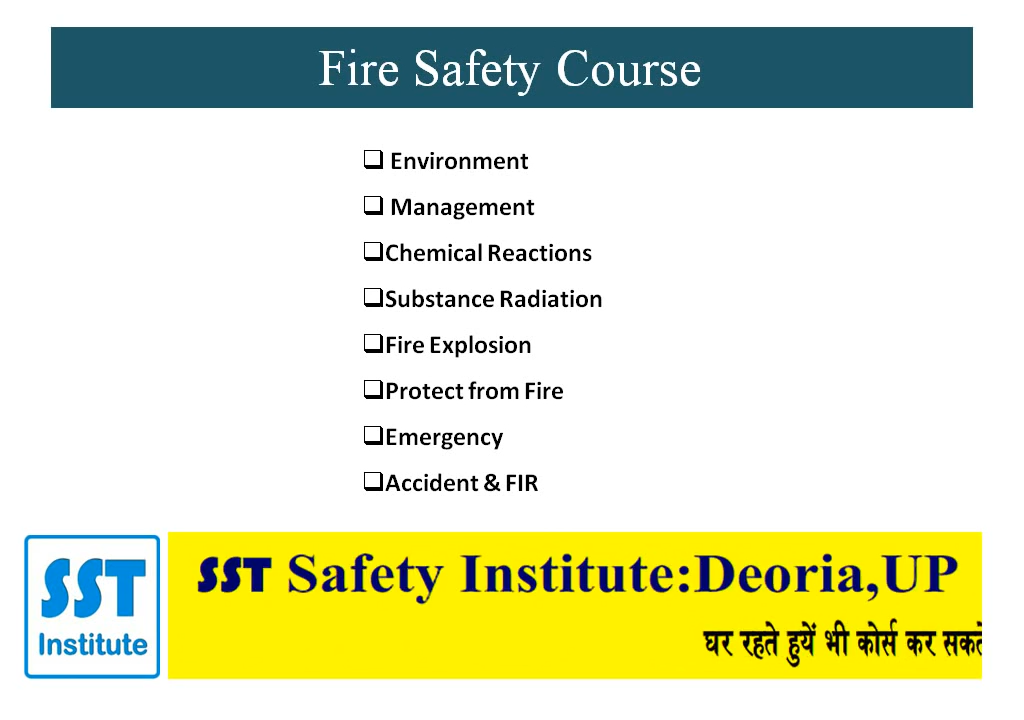 Fire Safety Course
Environment
Management
Chemical Reactions
Substance Radiation
Fire Explosion
Protect from Fire
Emergency
Accident & FIR
SST
Institute
SST Safety Institute:Deoria,UP
घर रहते हुयें भी कोर्स कर सकते